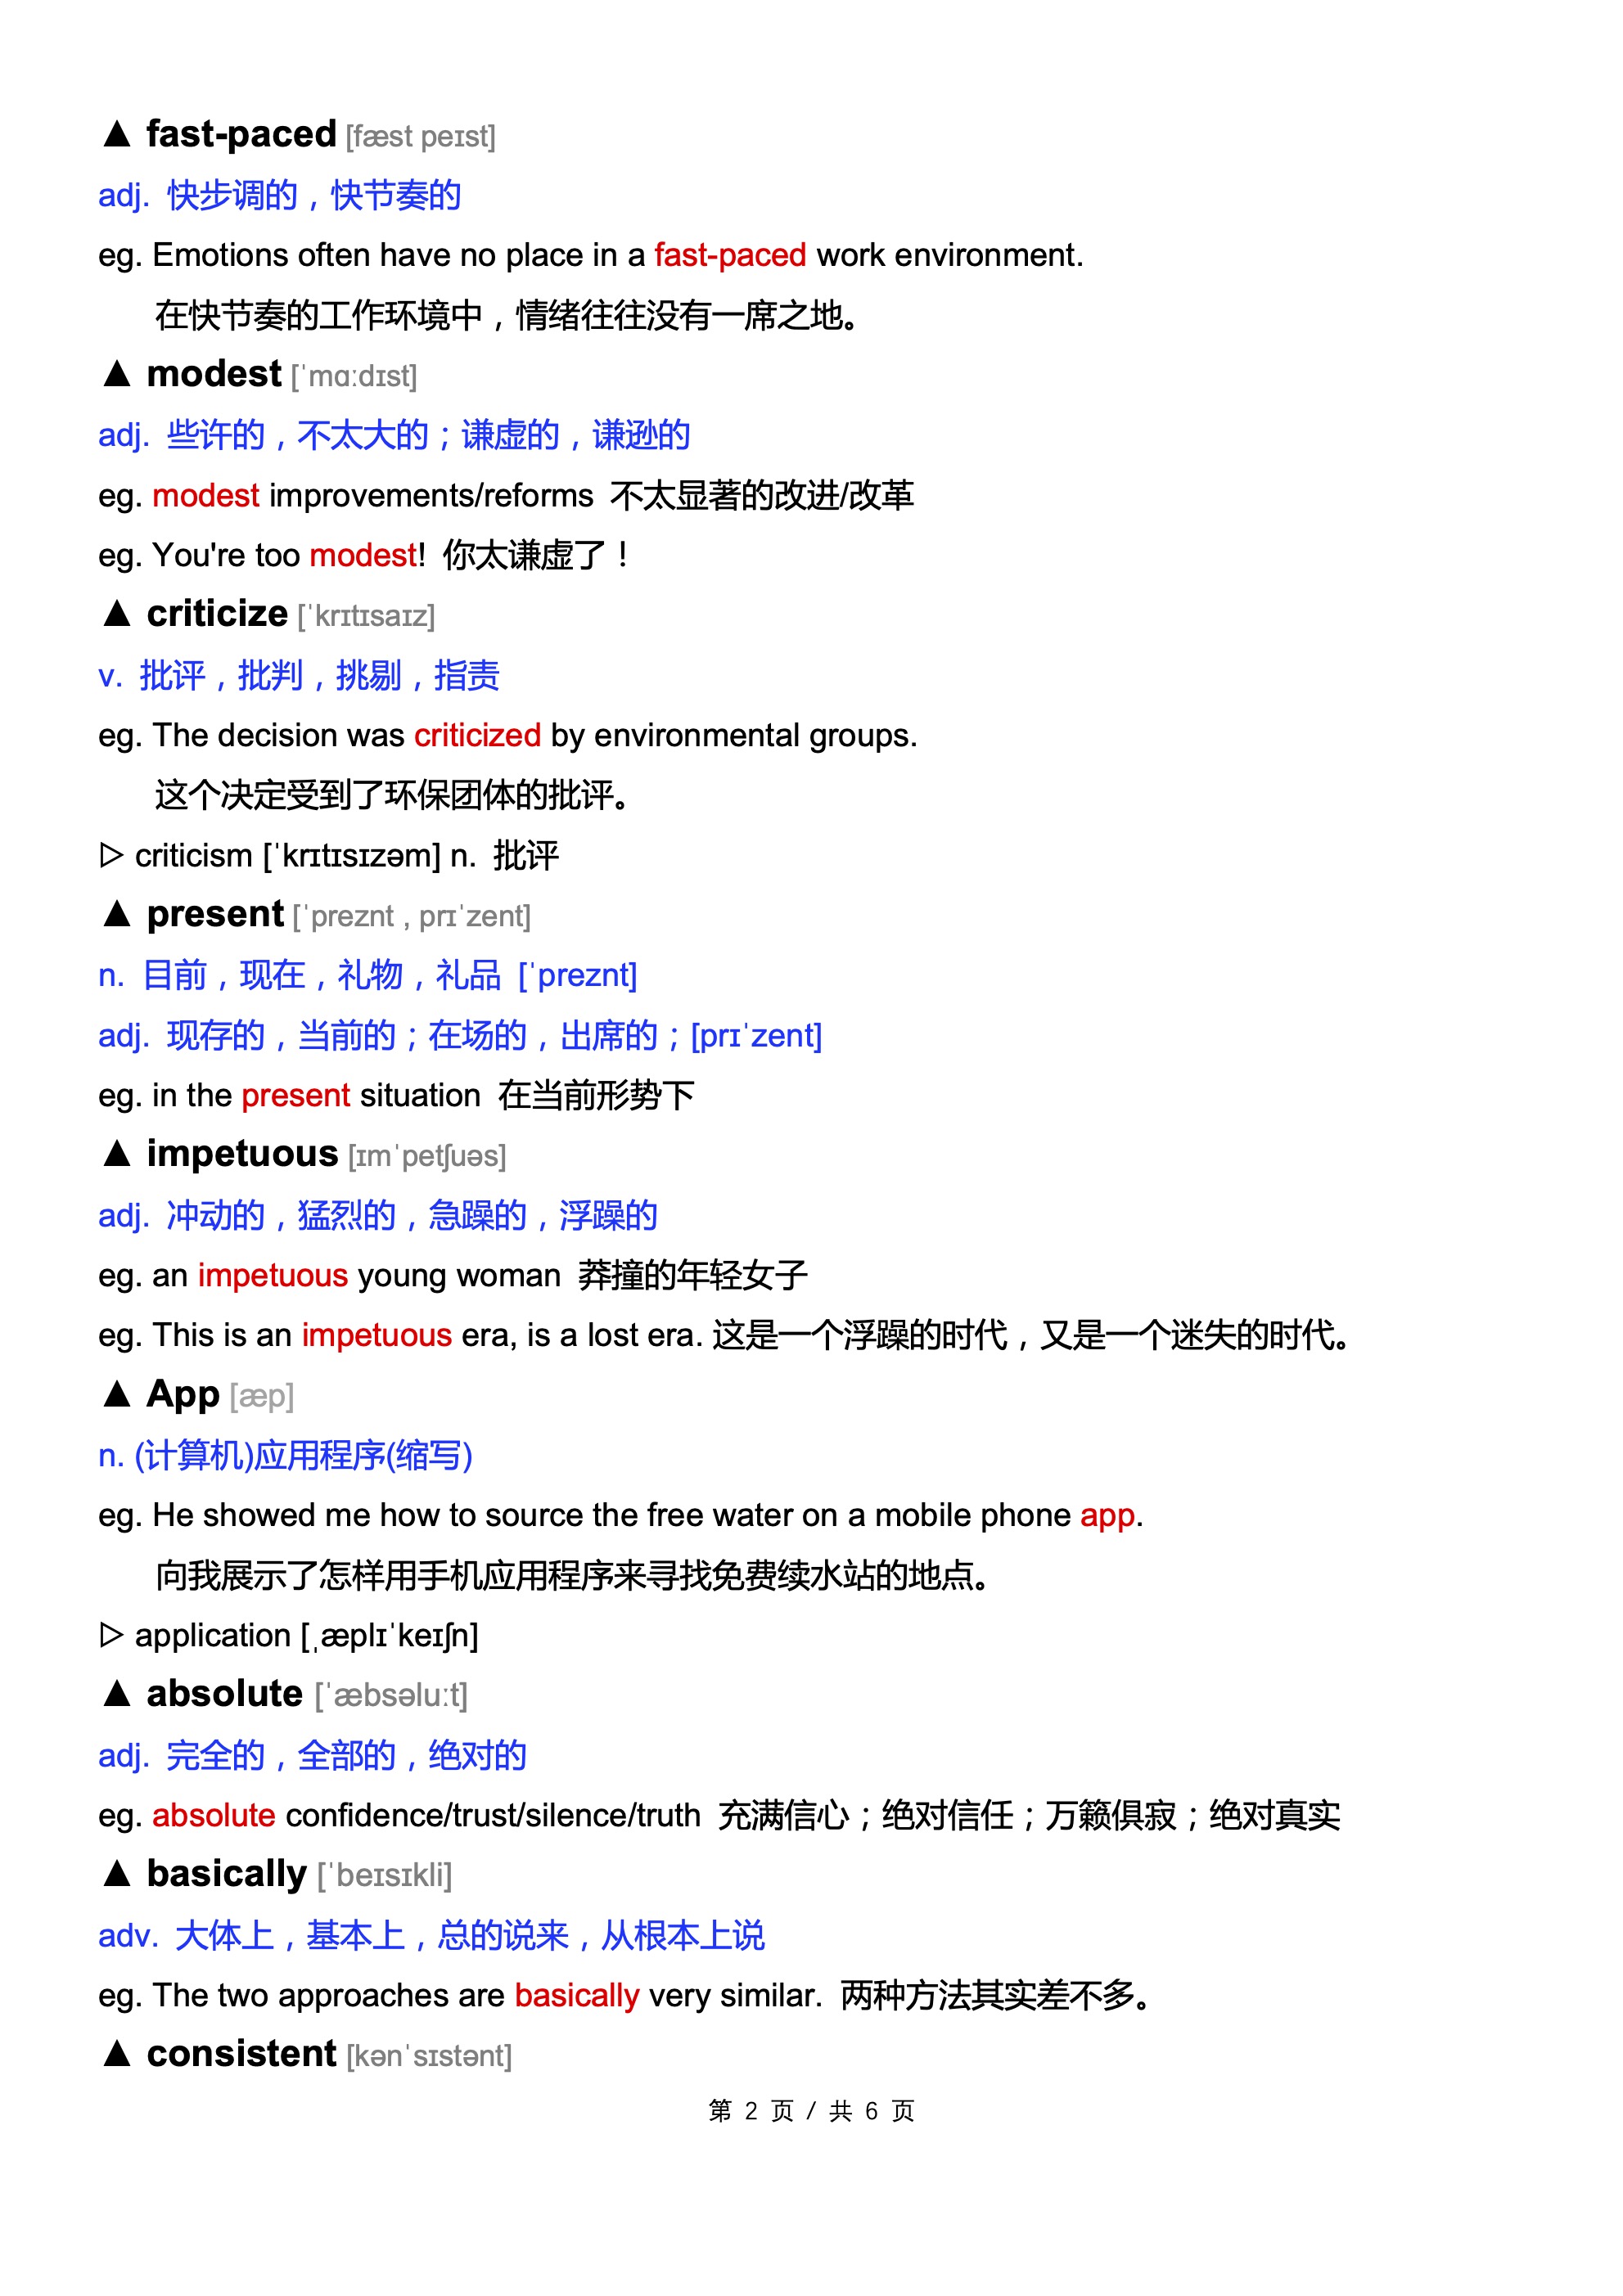 ▲ fast-paced [fæst peɪst]
adj. 快步调的，快节奏的
eg. Emotions often have no place in a fast-paced work environment.
在快节奏的工作环境中，情绪往往没有一席之地。
▲ modest [ˈmɑːdɪst]
adj. 些许的，不太大的；谦虚的，谦逊的
eg. modest improvements/reforms 不太显著的改进/改革
eg. You're too modest! 你太谦虚了！
▲ criticize [ˈkrɪtɪsaɪz]
v. 批评，批判，挑剔，指责
eg. The decision was criticized by environmental groups.
这个决定受到了环保团体的批评。
▷ criticism [ˈkrɪtɪsɪzəm] n. 批评
▲ present [ˈpreznt , prɪˈzent]
n. 目前，现在，礼物，礼品 [ˈpreznt]
adj. 现存的，当前的；在场的，出席的；[prɪˈzent]
eg. in the present situation 在当前形势下
▲ impetuous [ɪmˈpetʃuəs]
adj. 冲动的，猛烈的，急躁的，浮躁的
eg. an impetuous young woman 莽撞的年轻女子
eg. This is an impetuous era, is a lost era. 这是一个浮躁的时代，又是一个迷失的时代。
▲ App [æp]
n. (计算机)应用程序(缩写)
eg. He showed me how to source the free water on a mobile phone app.
向我展示了怎样用手机应用程序来寻找免费续水站的地点。
▷ application [ˌæplɪˈkeɪʃn]
▲ absolute [ˈæbsəluːt]
adj. 完全的，全部的，绝对的
eg. absolute confidence/trust/silence/truth 充满信心；绝对信任；万籁俱寂；绝对真实
▲ basically [ˈbeɪsɪkli]
adv. 大体上，基本上，总的说来，从根本上说
eg. The two approaches are basically very similar. 两种方法其实差不多。
▲ consistent [kənˈsɪstənt]
第 2 页 / 共 6 页